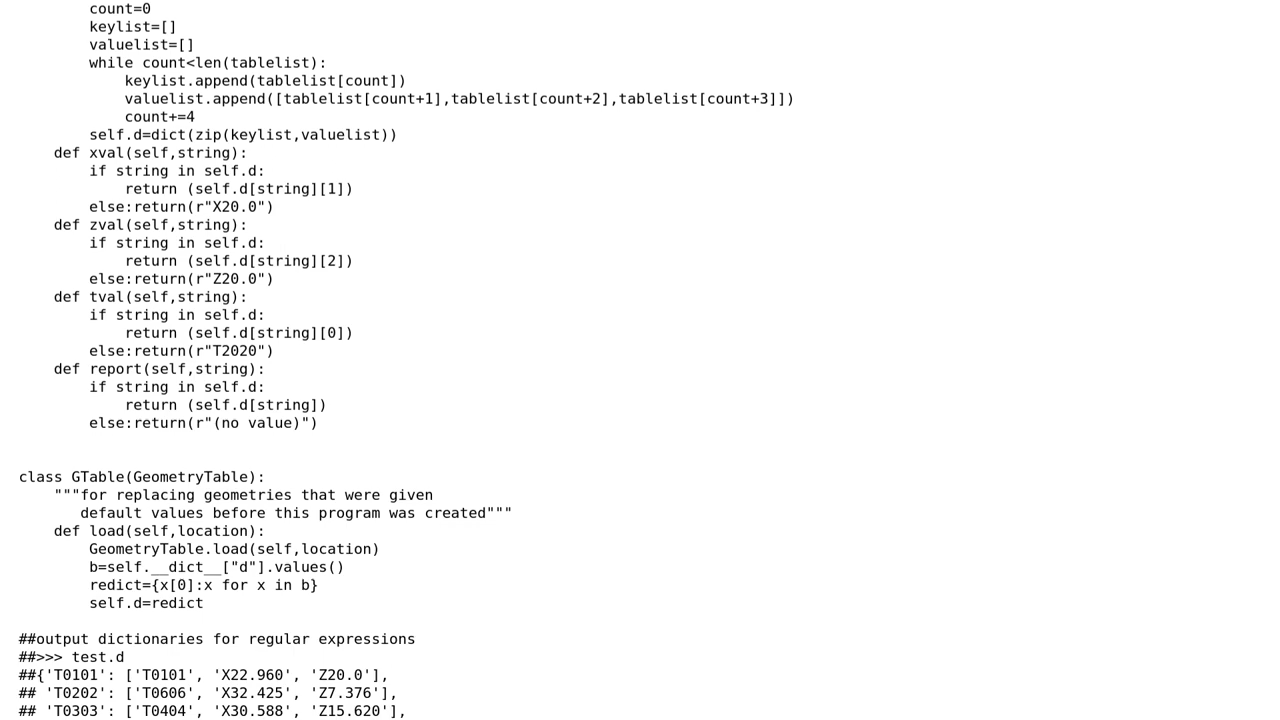 count=0
        keylist=[]
        valuelist=[]
        while count<len(tablelist):
            keylist.append(tablelist[count])
            valuelist.append([tablelist[count+1],tablelist[count+2],tablelist[count+3]])
            count+=4
        self.d=dict(zip(keylist,valuelist))
    def xval(self,string):
        if string in self.d:
            return (self.d[string][1])
        else:return(r"X20.0")
    def zval(self,string):
        if string in self.d:
            return (self.d[string][2])
        else:return(r"Z20.0")
    def tval(self,string):
        if string in self.d:
            return (self.d[string][0])
        else:return(r"T2020")
    def report(self,string):
        if string in self.d:
            return (self.d[string])
        else:return(r"(no value)")


class GTable(GeometryTable):
    """for replacing geometries that were given
       default values before this program was created"""
    def load(self,location):
        GeometryTable.load(self,location)
        b=self.__dict__["d"].values()
        redict={x[0]:x for x in b}
        self.d=redict

##output dictionaries for regular expressions
##>>> test.d
##{'T0101': ['T0101', 'X22.960', 'Z20.0'],
## 'T0202': ['T0606', 'X32.425', 'Z7.376'],
## 'T0303': ['T0404', 'X30.588', 'Z15.620'],